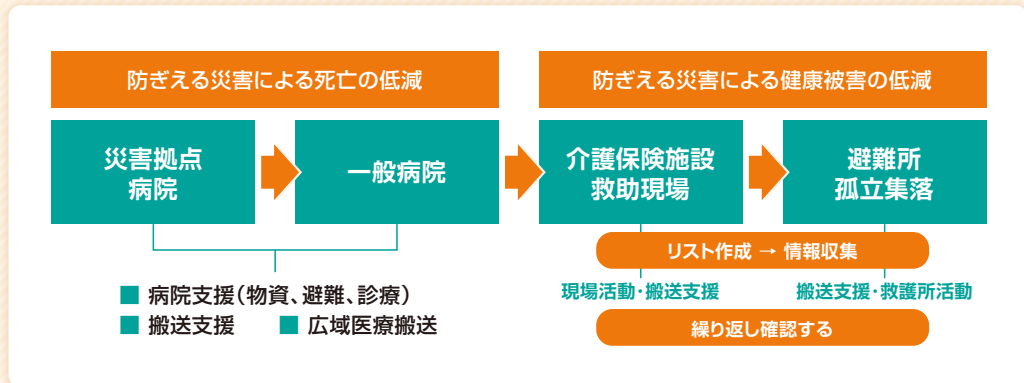 防ぎえる災害による死亡の低減
防ぎえる災害による健康被害の低減
災害拠点
病院
一般病院
介護保険施設
救助現場
避難所
孤立集落
リスト作成 → 情報収集
■ 病院支援(物資、避難、診療)
■ 搬送支援 ■ 広域医療搬送
現場活動・搬送支援
搬送支援・救護所活動
繰り返し確認する